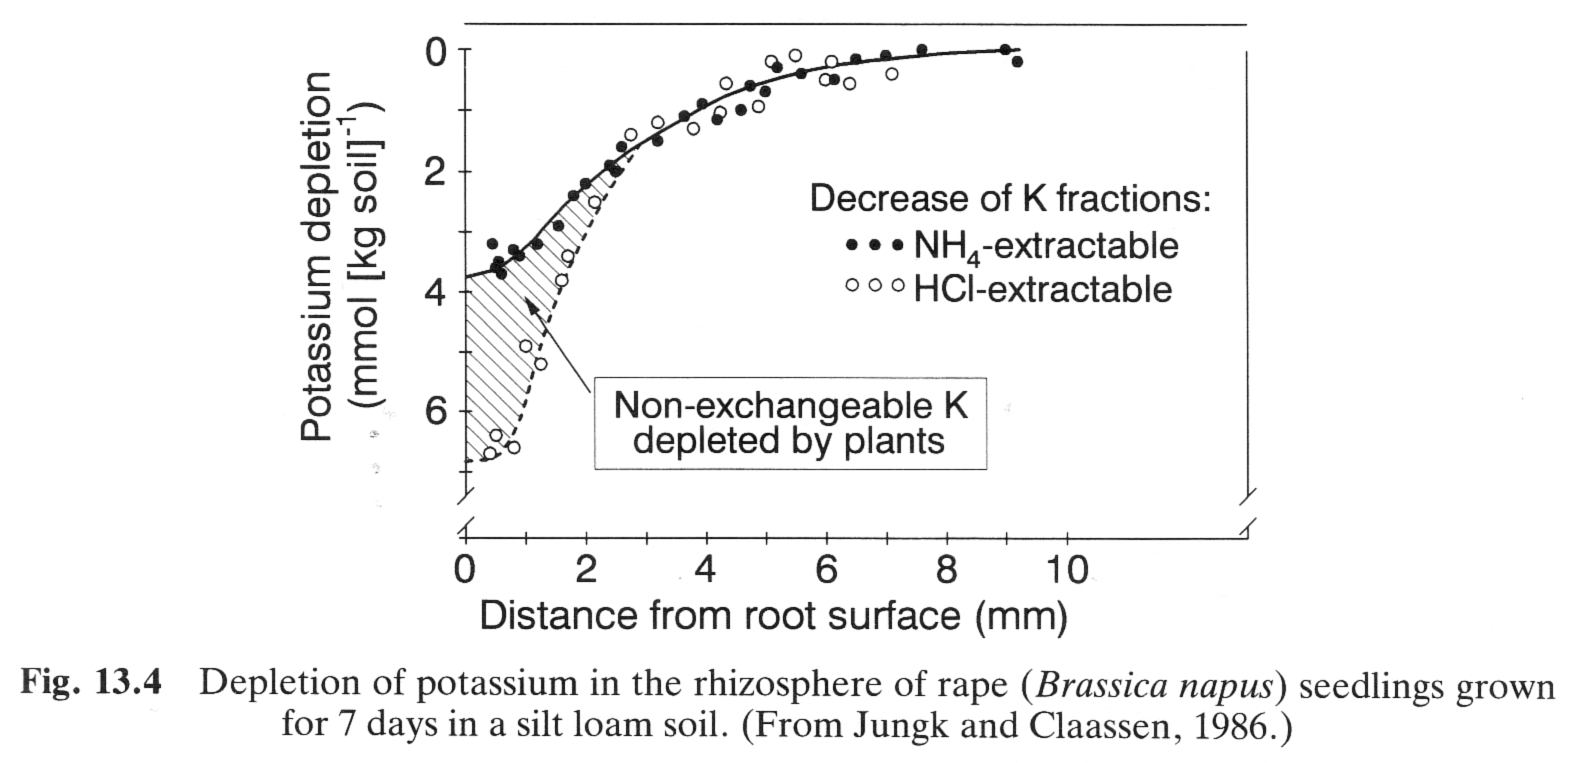 Potassium depletion
(mmol [kg soil]⁻¹)
0
2
4
6
Decrease of K fractions:
NH₄-extractable
HCl-extractable
Non-exchangeable K
depleted by plants
0 2 4 6 8 10
Distance from root surface (mm)
Fig. 13.4 Depletion of potassium in the rhizosphere of rape (Brassica napus) seedlings grown
for 7 days in a silt loam soil. (From Jungk and Claassen, 1986.)